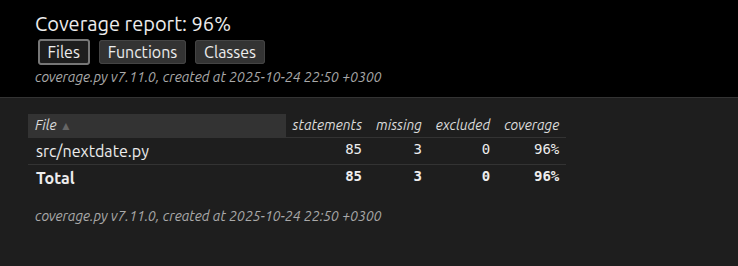 Coverage report: 96%
Files Functions Classes
coverage.py v7.11.0, created at 2025-10-24 22:50 +0300
File ▲ statements missing excluded coverage
src/nextdate.py 85 3 0 96%
Total 85 3 0 96%
coverage.py v7.11.0, created at 2025-10-24 22:50 +0300